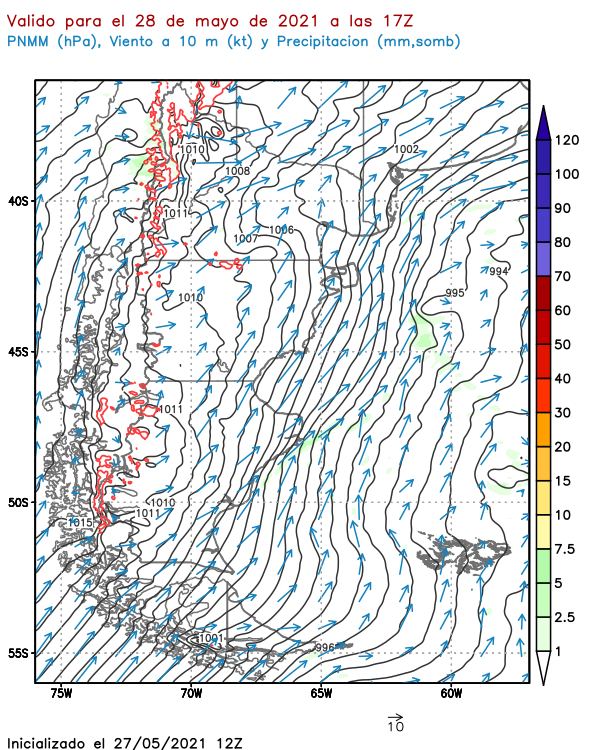 Valido para el 28 de mayo de 2021 a las 17Z
PNMM (hPa), Viento a 10 m (kt) y Precipitacion (mm,somb)
1010
1002
1008
40S
1011
1006
1007
994
1010
995
45S
1011
50S
1010
1011
1015
1001
996
55S
75W
70W
65W
60W
120
100
90
80
70
60
50
40
30
20
15
10
7.5
5
2.5
1
10
Inicializado el 27/05/2021 12Z